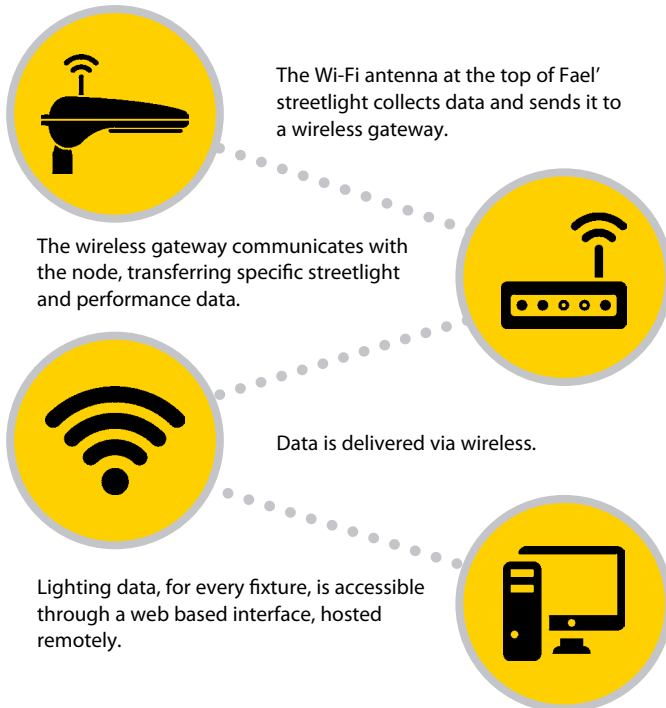 The Wi-Fi antenna at the top of Fael’
streetlight collects data and sends it to
a wireless gateway.
The wireless gateway communicates with
the node, transferring specific streetlight
and performance data.
Data is delivered via wireless.
Lighting data, for every fixture, is accessible
through a web based interface, hosted
remotely.